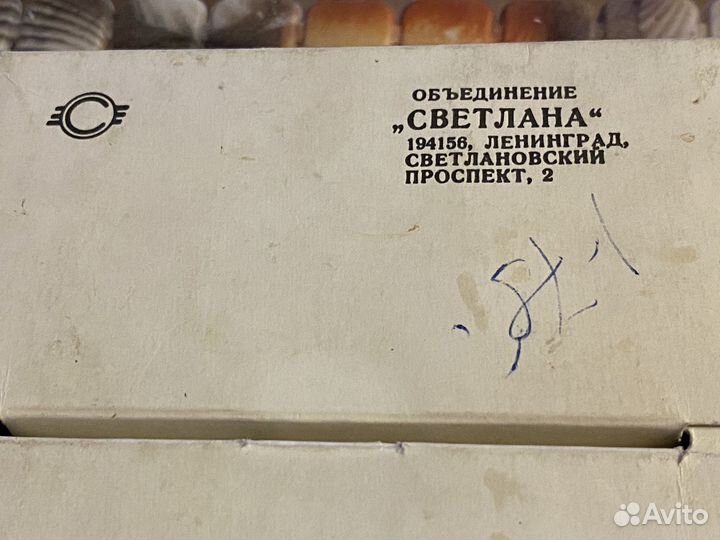 ОБЪЕДИНЕНИЕ
„СВЕТЛАНА“
194156, ЛЕНИНГРАД,
СВЕТЛАНОВСКИЙ
ПРОСПЕКТ, 2
Avito